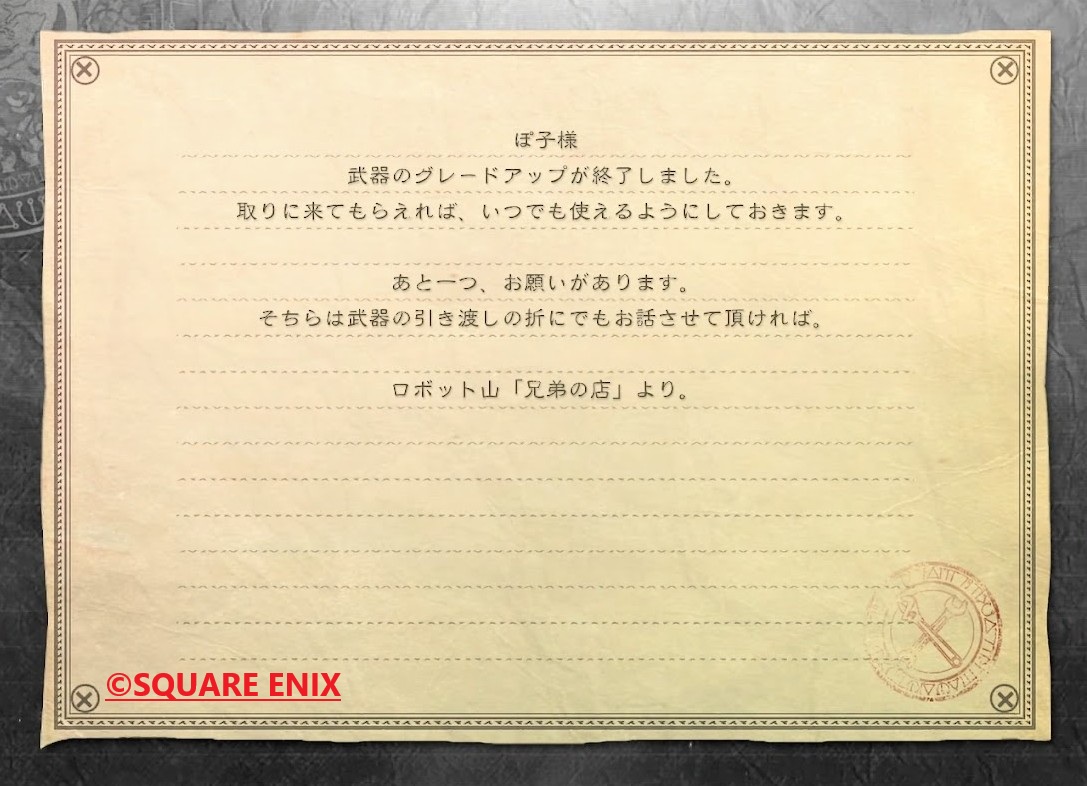 ぽ子様
武器のグレードアップが終了しました。
取りに来てもらえれば、いつでも使えるようにしておきます。
あと一つ、お願いがあります。
そちらは武器の引き渡しの折にでもお話させて頂ければ。
ロボット山「兄弟の店」より。
©SQUARE ENIX